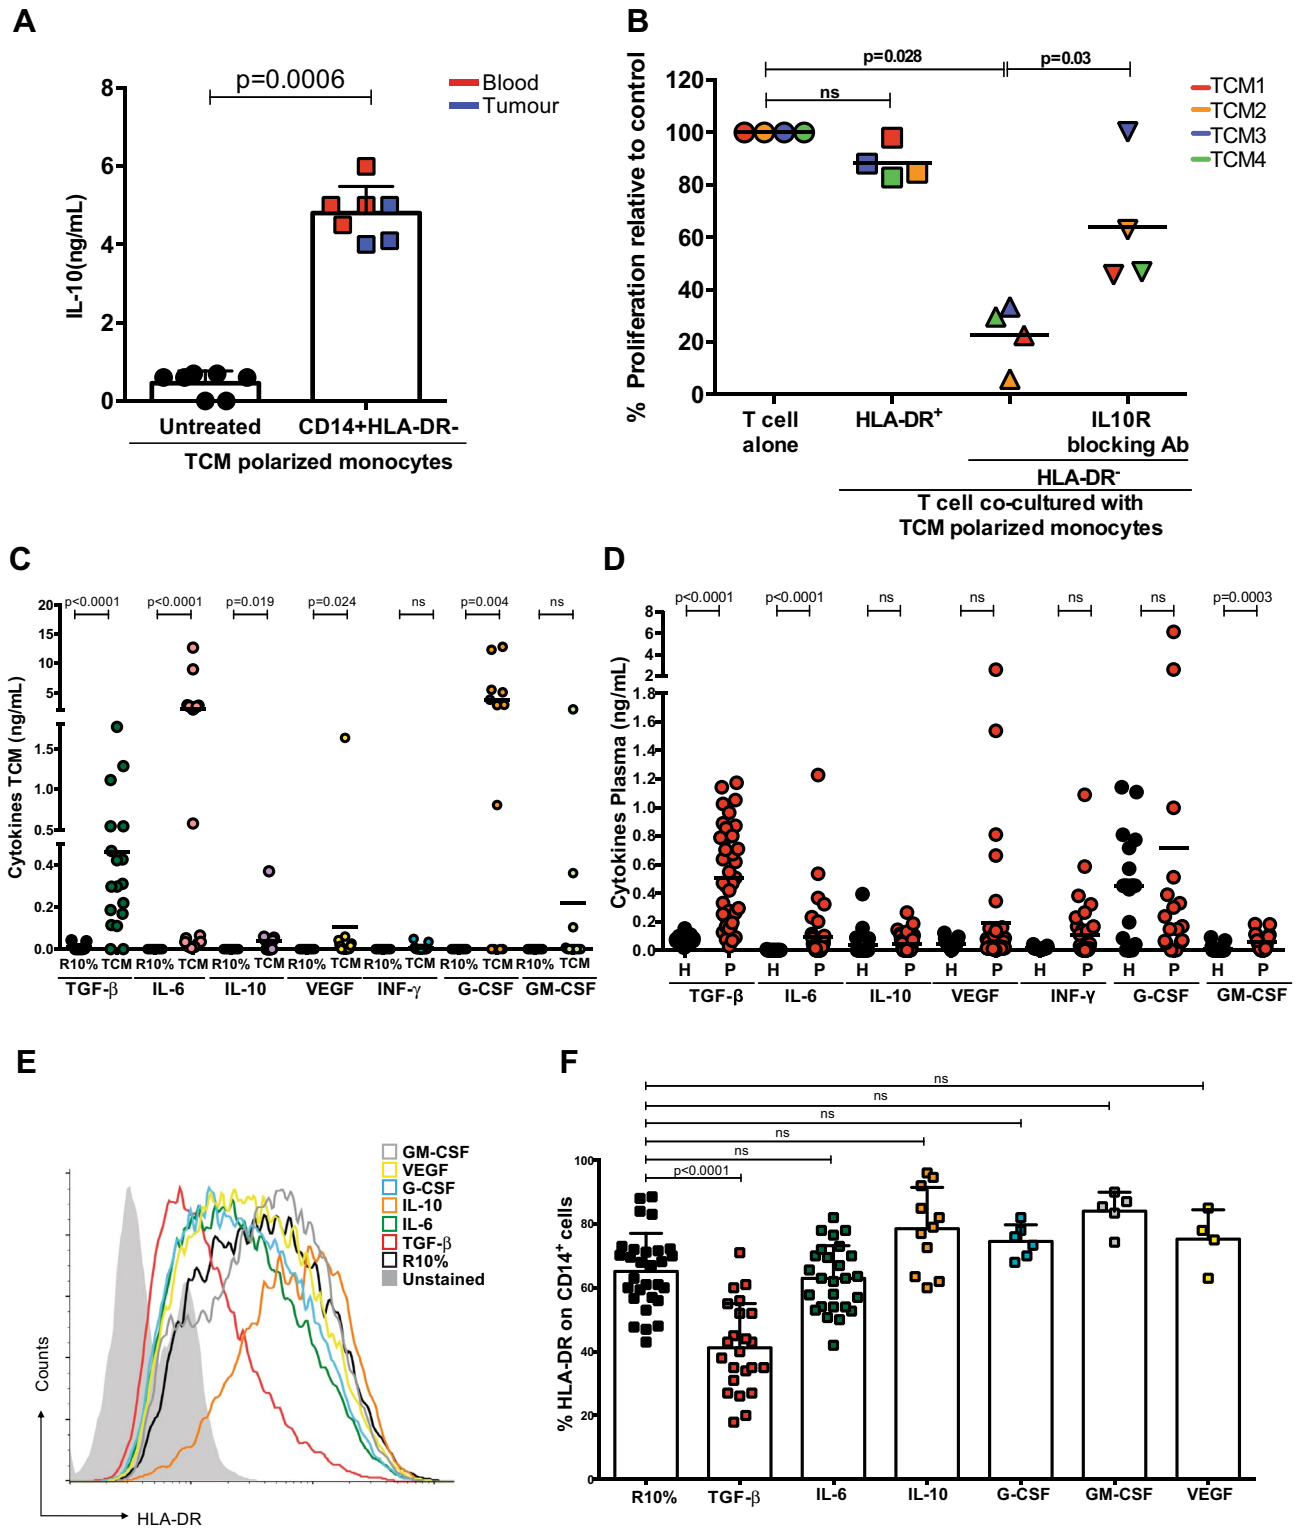 A
p=0.0006
Blood
Tumour
8
6
4
2
0
IL-10(ng/mL)
Untreated
CD14+HLA-DR-
TCM polarized monocytes
B
p=0.028
p=0.03
ns
TCM1
TCM2
TCM3
TCM4
120
100
80
60
40
20
0
% Proliferation relative to control
T cell
alone
HLA-DR+
IL10R
blocking Ab
HLA-DR-
T cell co-cultured with
TCM polarized monocytes
C
p<0.0001 p<0.0001 p=0.019 p=0.024 ns p=0.004 ns
20
15
10
5
1.5
1.0
0.5
0.4
0.2
0.0
Cytokines TCM (ng/mL)
R10% TCM R10% TCM R10% TCM R10% TCM R10% TCM R10% TCM R10% TCM
TGF-β IL-6 IL-10 VEGF INF-γ G-CSF GM-CSF
D
p<0.0001 p<0.0001 ns ns ns ns p=0.0003
8
6
4
2
1.8
1.6
1.4
1.2
1.0
0.8
0.6
0.4
0.2
0.0
Cytokines Plasma (ng/mL)
H P H P H P H P H P H P H P
TGF-β IL-6 IL-10 VEGF INF-γ G-CSF GM-CSF
E
GM-CSF
VEGF
G-CSF
IL-10
IL-6
TGF-β
R10%
Unstained
Counts
HLA-DR
F
ns
ns
ns
ns
ns
p<0.0001
100
80
60
40
20
0
% HLA-DR on CD14+ cells
R10% TGF-β IL-6 IL-10 G-CSF GM-CSF VEGF